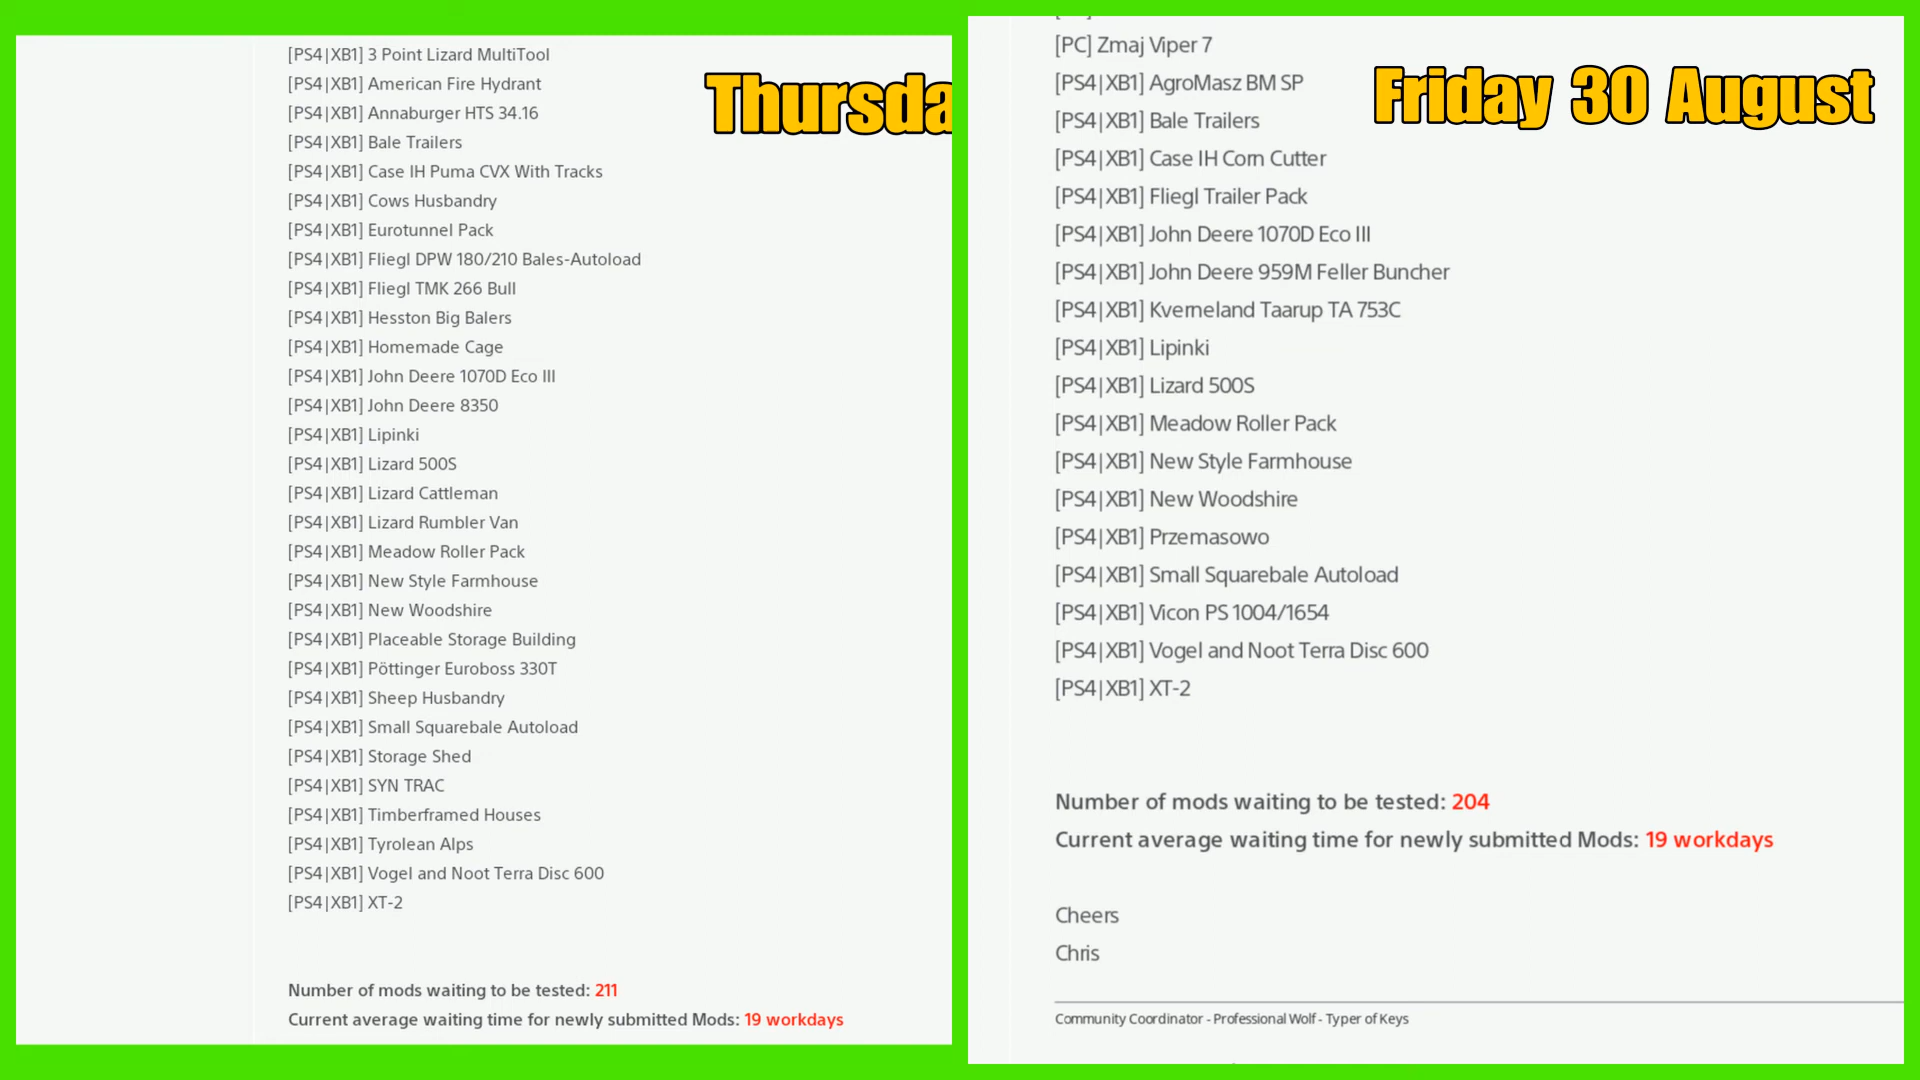 [PS4|XB1] 3 Point Lizard MultiTool
[PS4|XB1] American Fire Hydrant
[PS4|XB1] Annaburger HTS 34.16
[PS4|XB1] Bale Trailers
[PS4|XB1] Case IH Puma CVX With Tracks
[PS4|XB1] Cows Husbandry
[PS4|XB1] Eurotunnel Pack
[PS4|XB1] Fliegl DPW 180/210 Bales-Autoload
[PS4|XB1] Fliegl TMK 266 Bull
[PS4|XB1] Hesston Big Balers
[PS4|XB1] Homemade Cage
[PS4|XB1] John Deere 1070D Eco III
[PS4|XB1] John Deere 8350
[PS4|XB1] Lipinki
[PS4|XB1] Lizard 500S
[PS4|XB1] Lizard Cattleman
[PS4|XB1] Lizard Rumbler Van
[PS4|XB1] Meadow Roller Pack
[PS4|XB1] New Style Farmhouse
[PS4|XB1] New Woodshire
[PS4|XB1] Placeable Storage Building
[PS4|XB1] Pöttinger Euroboss 330T
[PS4|XB1] Sheep Husbandry
[PS4|XB1] Small Squarebale Autoload
[PS4|XB1] Storage Shed
[PS4|XB1] SYN TRAC
[PS4|XB1] Timberframed Houses
[PS4|XB1] Tyrolean Alps
[PS4|XB1] Vogel and Noot Terra Disc 600
[PS4|XB1] XT-2
Number of mods waiting to be tested: 211
Current average waiting time for newly submitted Mods: 19 workdays
Thursda
[PC] Zmaj Viper 7
[PS4|XB1] AgroMasz BM SP
[PS4|XB1] Bale Trailers
[PS4|XB1] Case IH Corn Cutter
[PS4|XB1] Fliegl Trailer Pack
[PS4|XB1] John Deere 1070D Eco III
[PS4|XB1] John Deere 959M Feller Buncher
[PS4|XB1] Kverneland Taarup TA 753C
[PS4|XB1] Lipinki
[PS4|XB1] Lizard 500S
[PS4|XB1] Meadow Roller Pack
[PS4|XB1] New Style Farmhouse
[PS4|XB1] New Woodshire
[PS4|XB1] Przemasowo
[PS4|XB1] Small Squarebale Autoload
[PS4|XB1] Vicon PS 1004/1654
[PS4|XB1] Vogel and Noot Terra Disc 600
[PS4|XB1] XT-2
Friday 30 August
Number of mods waiting to be tested: 204
Current average waiting time for newly submitted Mods: 19 workdays
Cheers
Chris
Community Coordinator - Professional Wolf - Typer of Keys